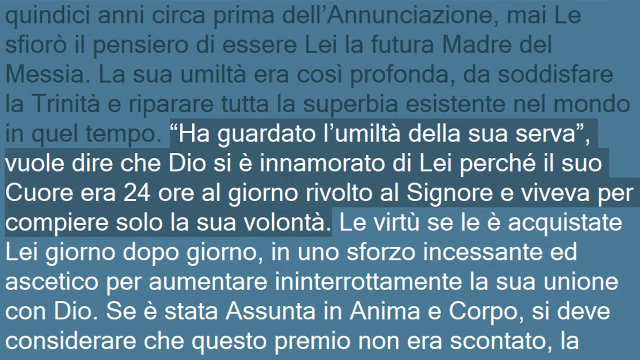 quindici anni circa prima dell’Annunciazione, mai Le
sfiorò il pensiero di essere Lei la futura Madre del
Messia. La sua umiltà era così profonda, da soddisfare
la Trinità e riparare tutta la superbia esistente nel mondo
in quel tempo. “Ha guardato l’umiltà della sua serva”,
vuole dire che Dio si è innamorato di Lei perché il suo
Cuore era 24 ore al giorno rivolto al Signore e viveva per
compiere solo la sua volontà. Le virtù se le è acquistate
Lei giorno dopo giorno, in uno sforzo incessante ed
ascetico per aumentare ininterrottamente la sua unione
con Dio. Se è stata Assunta in Anima e Corpo, si deve
considerare che questo premio non era scontato, la